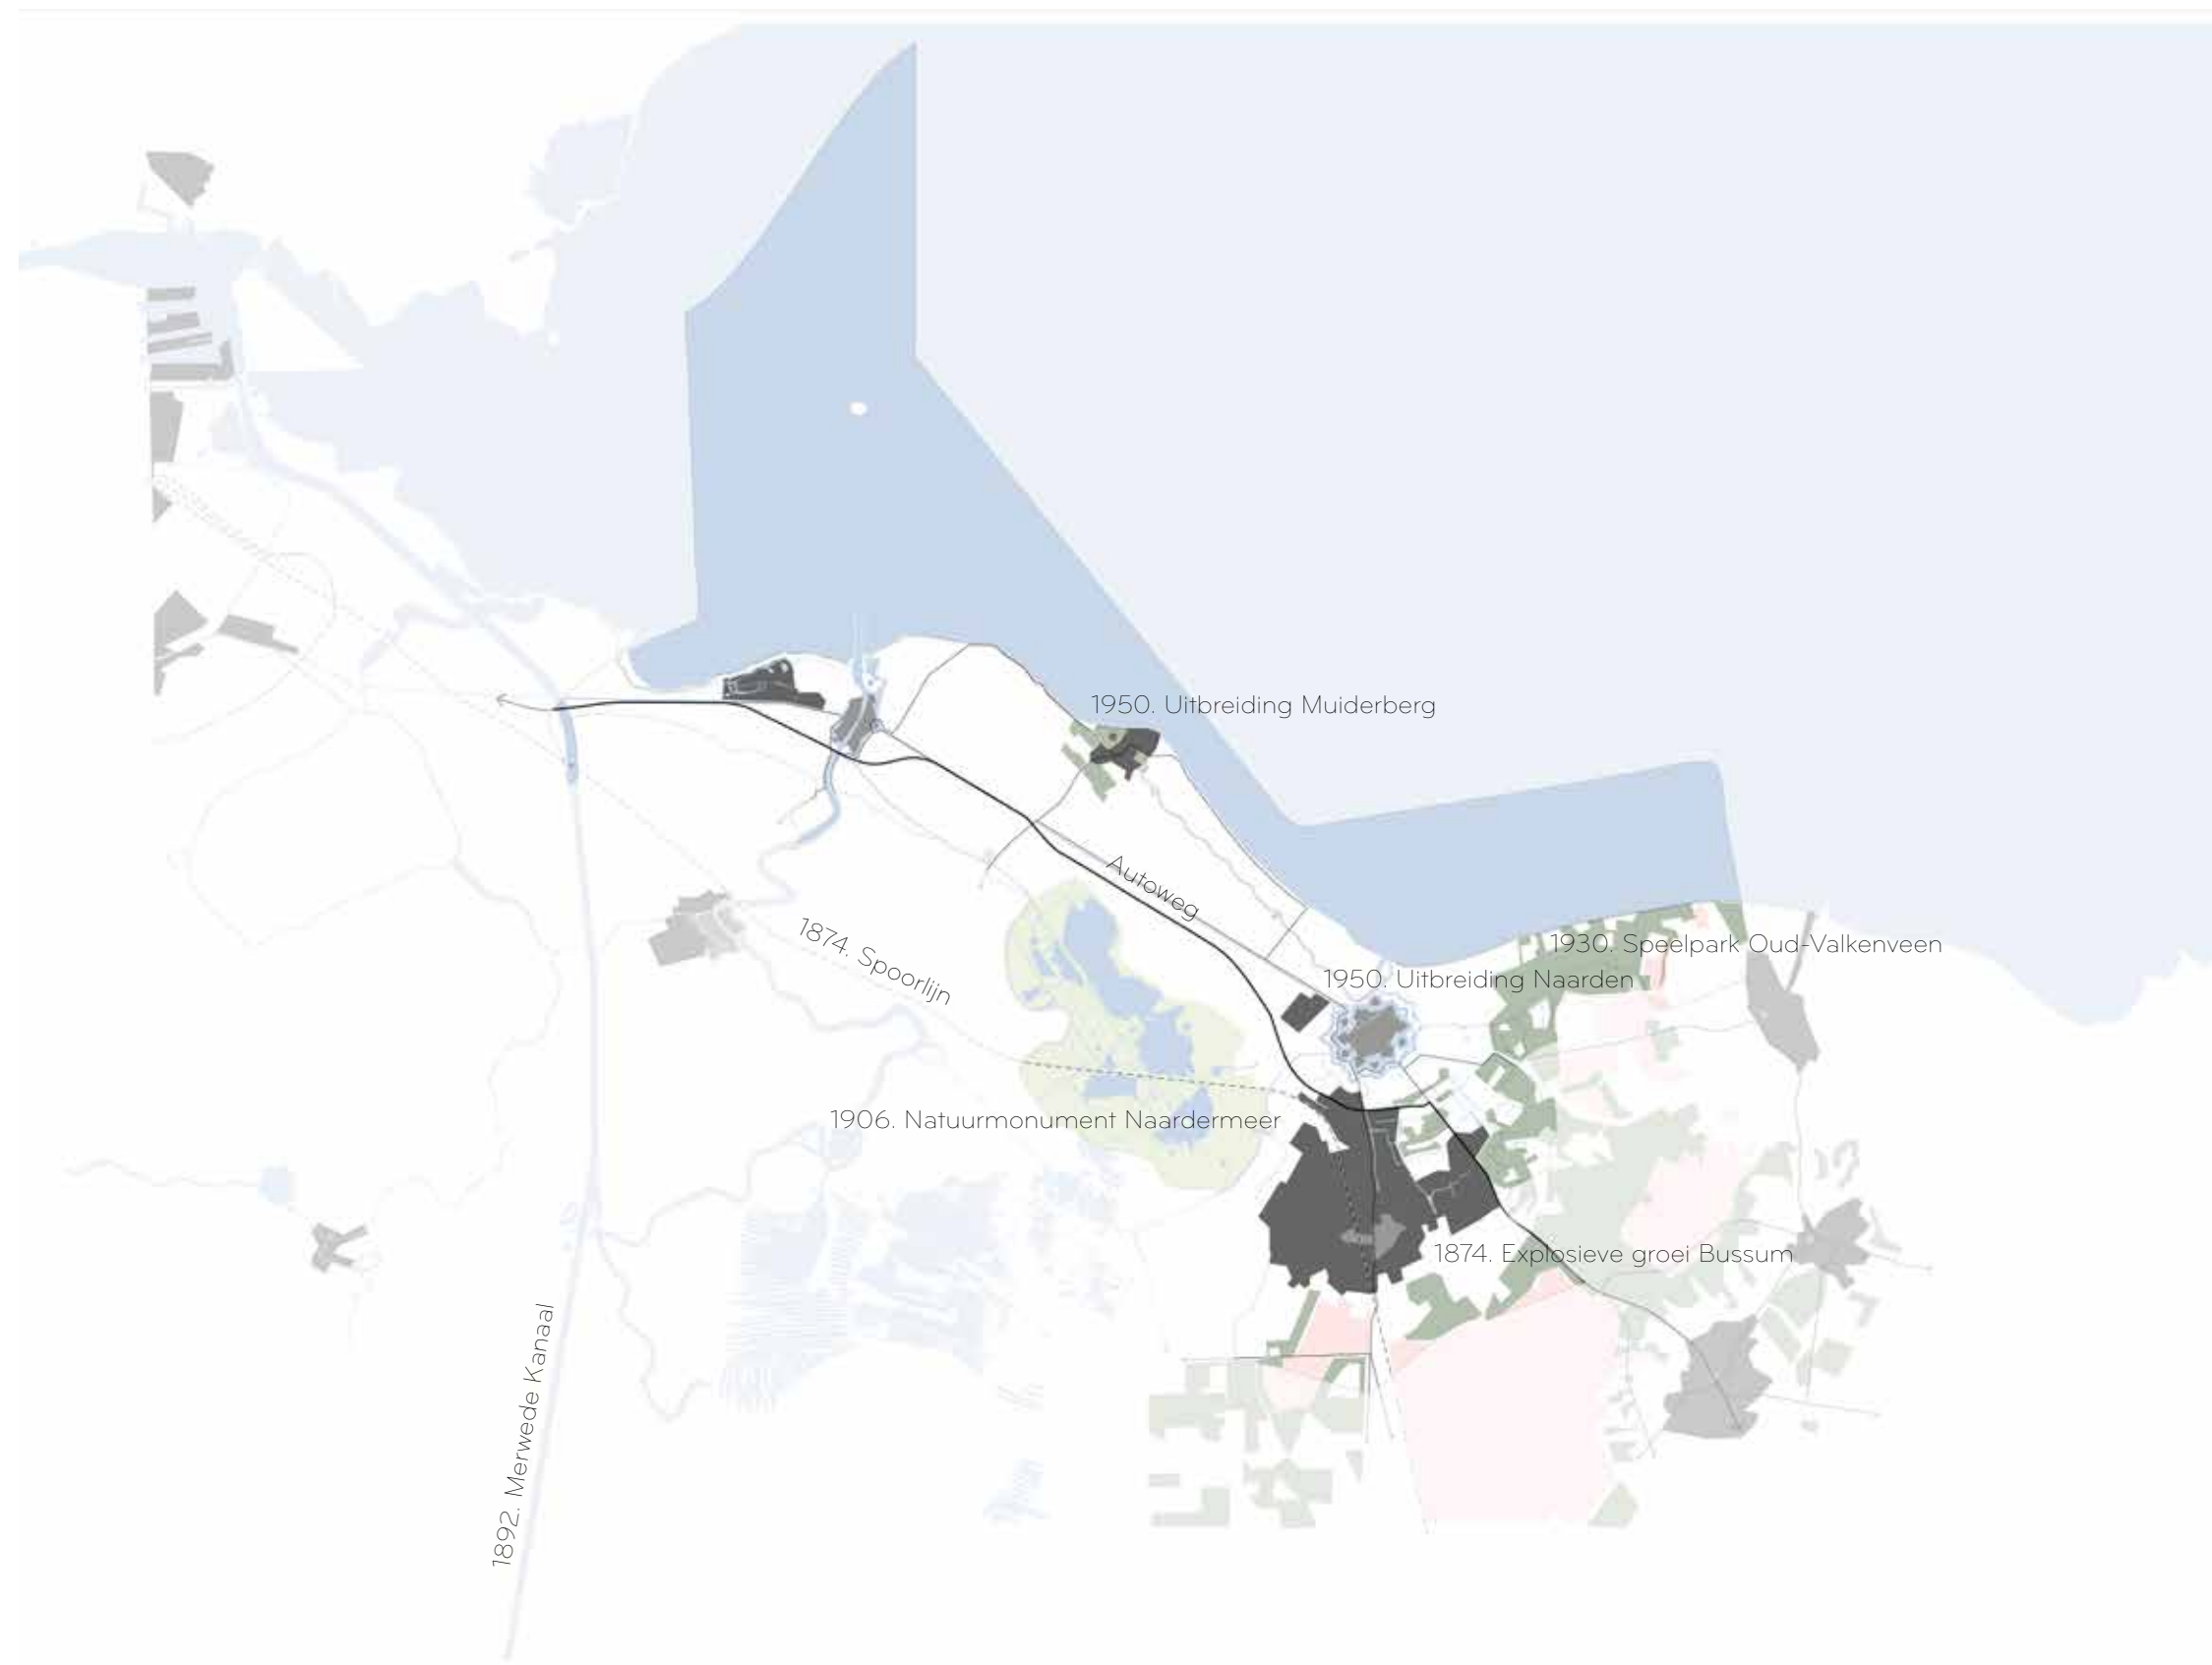 1950. Uitbreiding Muiderberg
Autoweg
1874. Spoorlijn
1930. Speelpark Oud-Valkenveen
1950. Uitbreiding Naarden
1906. Natuurmonument Naardermeer
1874. Explosieve groei Bussum
1892. Merwede Kanaal